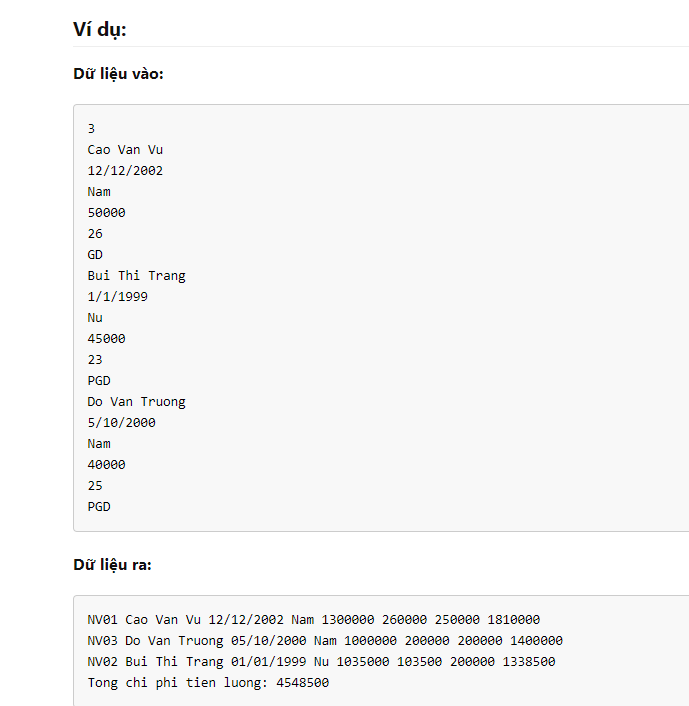 Ví dụ:
Dữ liệu vào:
3
Cao Van Vu
12/12/2002
Nam
50000
26
GD
Bui Thi Trang
1/1/1999
Nu
45000
23
PGD
Do Van Truong
5/10/2000
Nam
40000
25
PGD
Dữ liệu ra:
NV01 Cao Van Vu 12/12/2002 Nam 1300000 260000 250000 1810000
NV03 Do Van Truong 05/10/2000 Nam 1000000 200000 200000 1400000
NV02 Bui Thi Trang 01/01/1999 Nu 1035000 103500 200000 1338500
Tong chi phi tien luong: 4548500